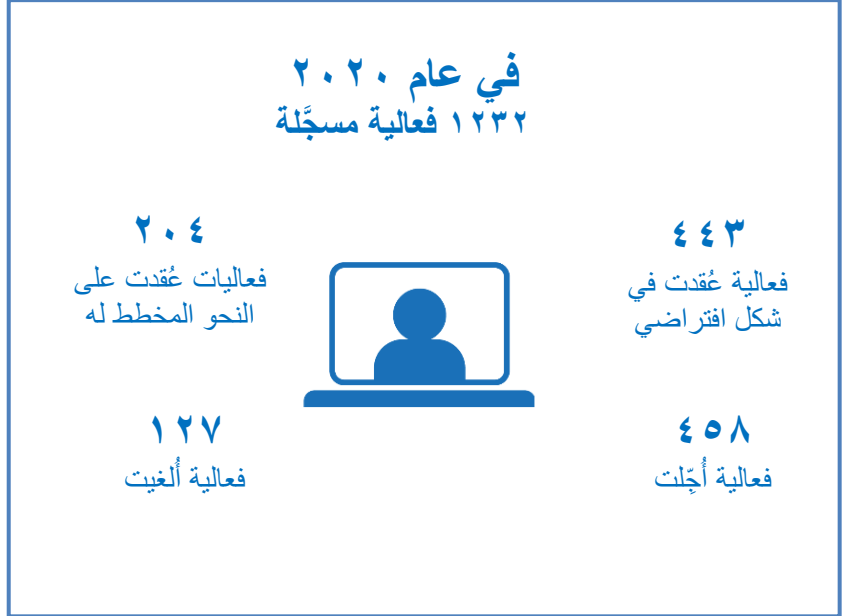 في عام ٢٠٢٠
١٢٣٢ فعالية مسجَّلة
٤٤٣
فعالية عُقدت في
شكل افتراضي
٢٠٤
فعاليات عُقدت على
النحو المخطط له
٤٥٨
فعالية أُجِّلت
١٢٧
فعالية أُلغيت